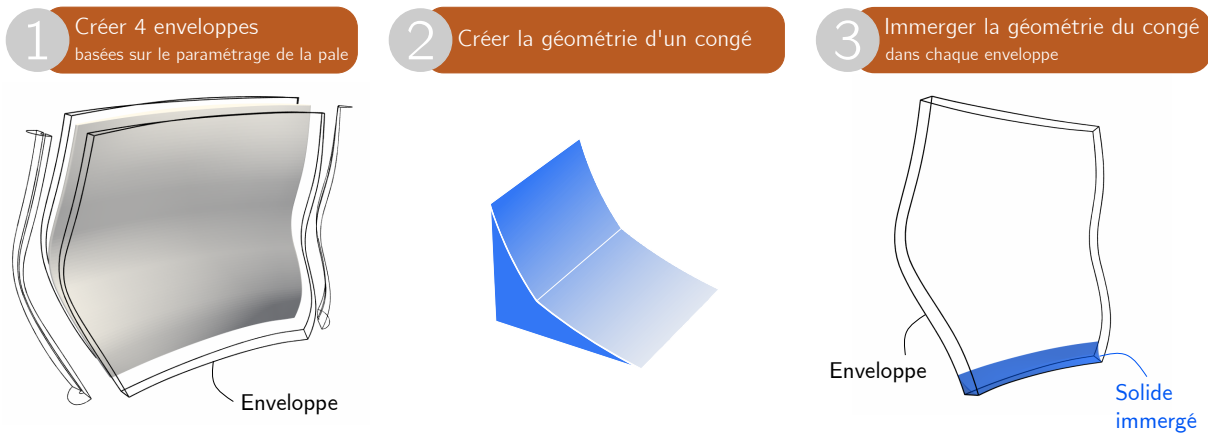 1
Créer 4 enveloppes
basées sur le paramétrage de la pale
2
Créer la géométrie d'un congé
3
Immerger la géométrie du congé
dans chaque enveloppe
Enveloppe
Enveloppe
Solide
immergé